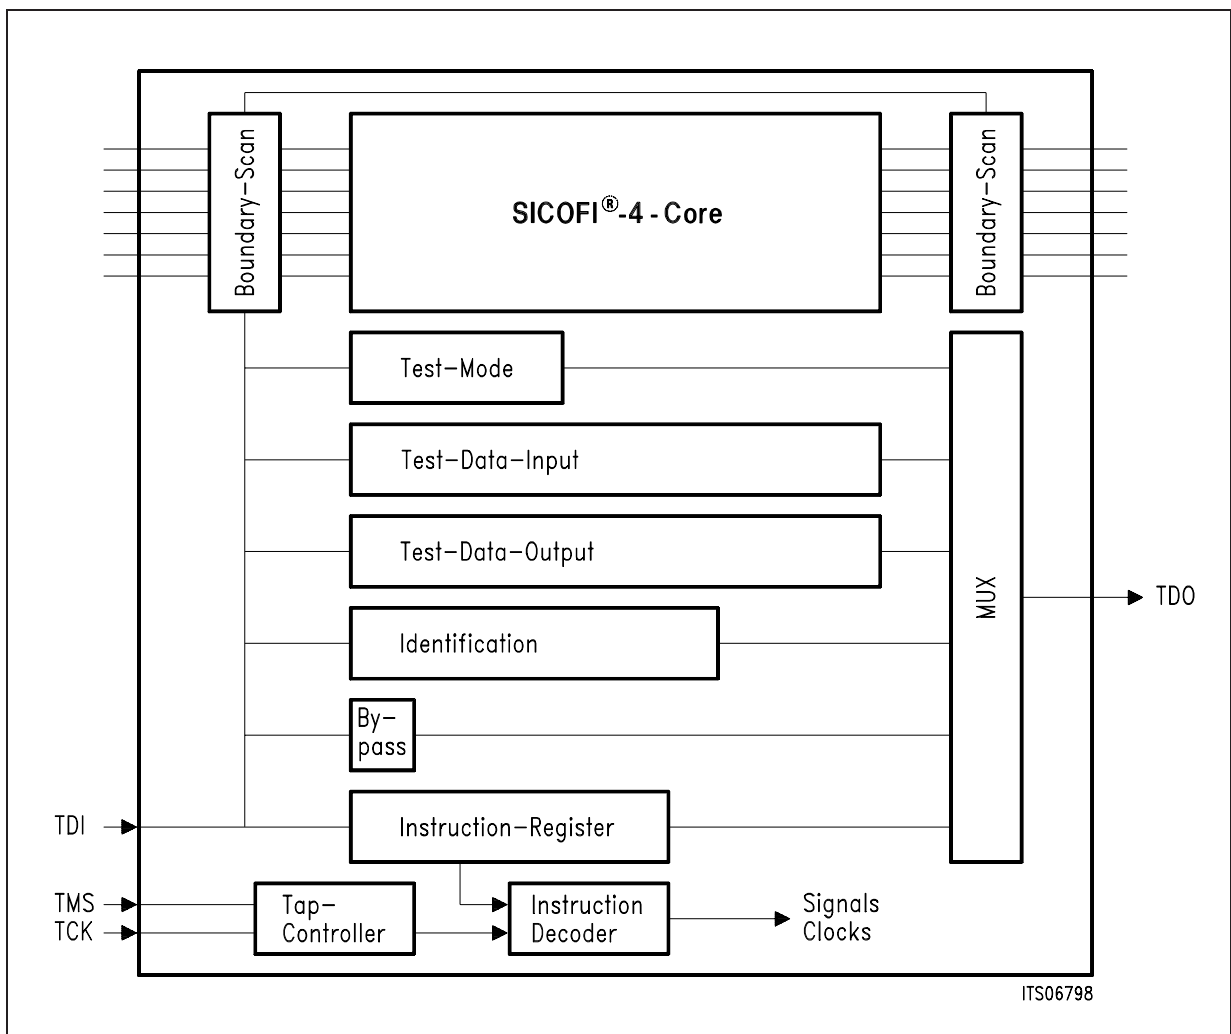 Boundary-Scan
SICOFI®-4 - Core
Boundary-Scan
Test-Mode
Test-Data-Input
Test-Data-Output
MUX
TDO
Identification
By-
pass
TDI
Instruction-Register
TMS
TCK
Tap-
Controller
Instruction
Decoder
Signals
Clocks
ITS06798